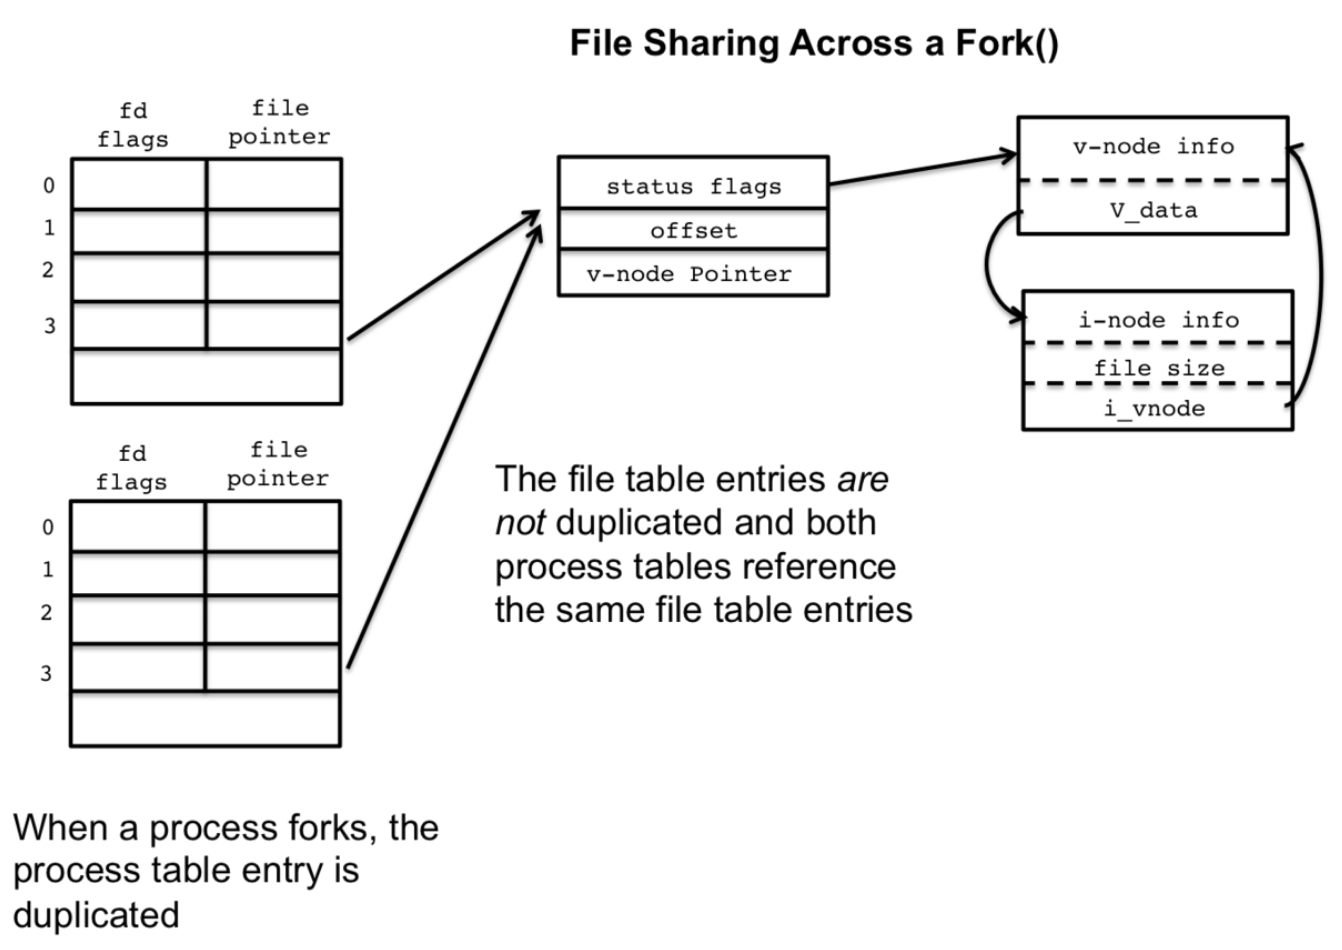 File Sharing Across a Fork()
fd
flags
file
pointer
0
1
2
3
status flags
offset
v-node Pointer
v-node info
V_data
i-node info
file size
i_vnode
fd
flags
file
pointer
0
1
2
3
The file table entries are
not duplicated and both
process tables reference
the same file table entries
When a process forks, the
process table entry is
duplicated